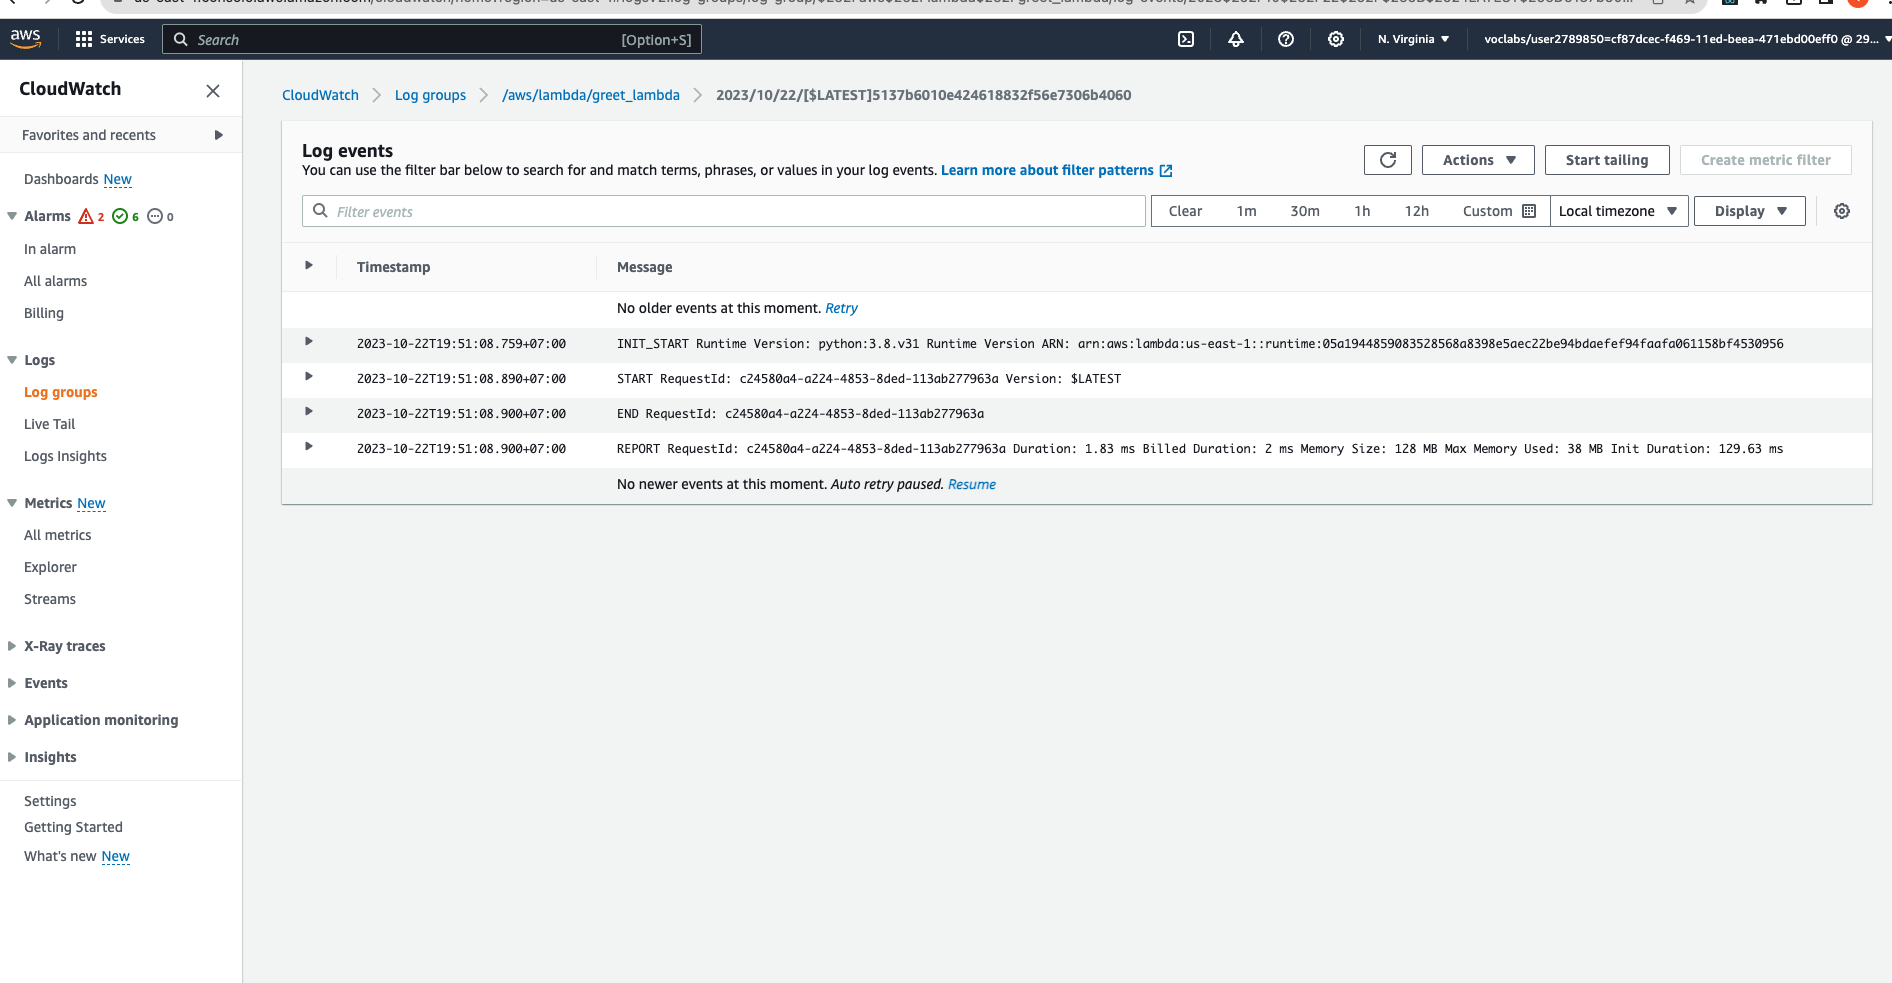 aws
Services
Search
[Option+S]
N. Virginia
voclabs/user2789850=cf87dcec-f469-11ed-beea-471ebd00eff0 @ 29...
CloudWatch
Favorites and recents
Dashboards New
Alarms 2 6 0
In alarm
All alarms
Billing
Logs
Log groups
Live Tail
Logs Insights
Metrics New
All metrics
Explorer
Streams
X-Ray traces
Events
Application monitoring
Insights
Settings
Getting Started
What's new New
CloudWatch
Log groups
/aws/lambda/greet_lambda
2023/10/22/[$LATEST]5137b6010e424618832f56e7306b4060
Log events
You can use the filter bar below to search for and match terms, phrases, or values in your log events. Learn more about filter patterns
Actions
Start tailing
Create metric filter
Filter events
Clear
1m
30m
1h
12h
Custom
Local timezone
Display
Timestamp
Message
No older events at this moment. Retry
2023-10-22T19:51:08.759+07:00 INIT_START Runtime Version: python:3.8.v31 Runtime Version ARN: arn:aws:lambda:us-east-1::runtime:05a1944859083528568a8398e5aec22be94bdaefef94faafa061158bf4530956
2023-10-22T19:51:08.890+07:00 START RequestId: c24580a4-a224-4853-8ded-113ab277963a Version: $LATEST
2023-10-22T19:51:08.900+07:00 END RequestId: c24580a4-a224-4853-8ded-113ab277963a
2023-10-22T19:51:08.900+07:00 REPORT RequestId: c24580a4-a224-4853-8ded-113ab277963a Duration: 1.83 ms Billed Duration: 2 ms Memory Size: 128 MB Max Memory Used: 38 MB Init Duration: 129.63 ms
No newer events at this moment. Auto retry paused. Resume